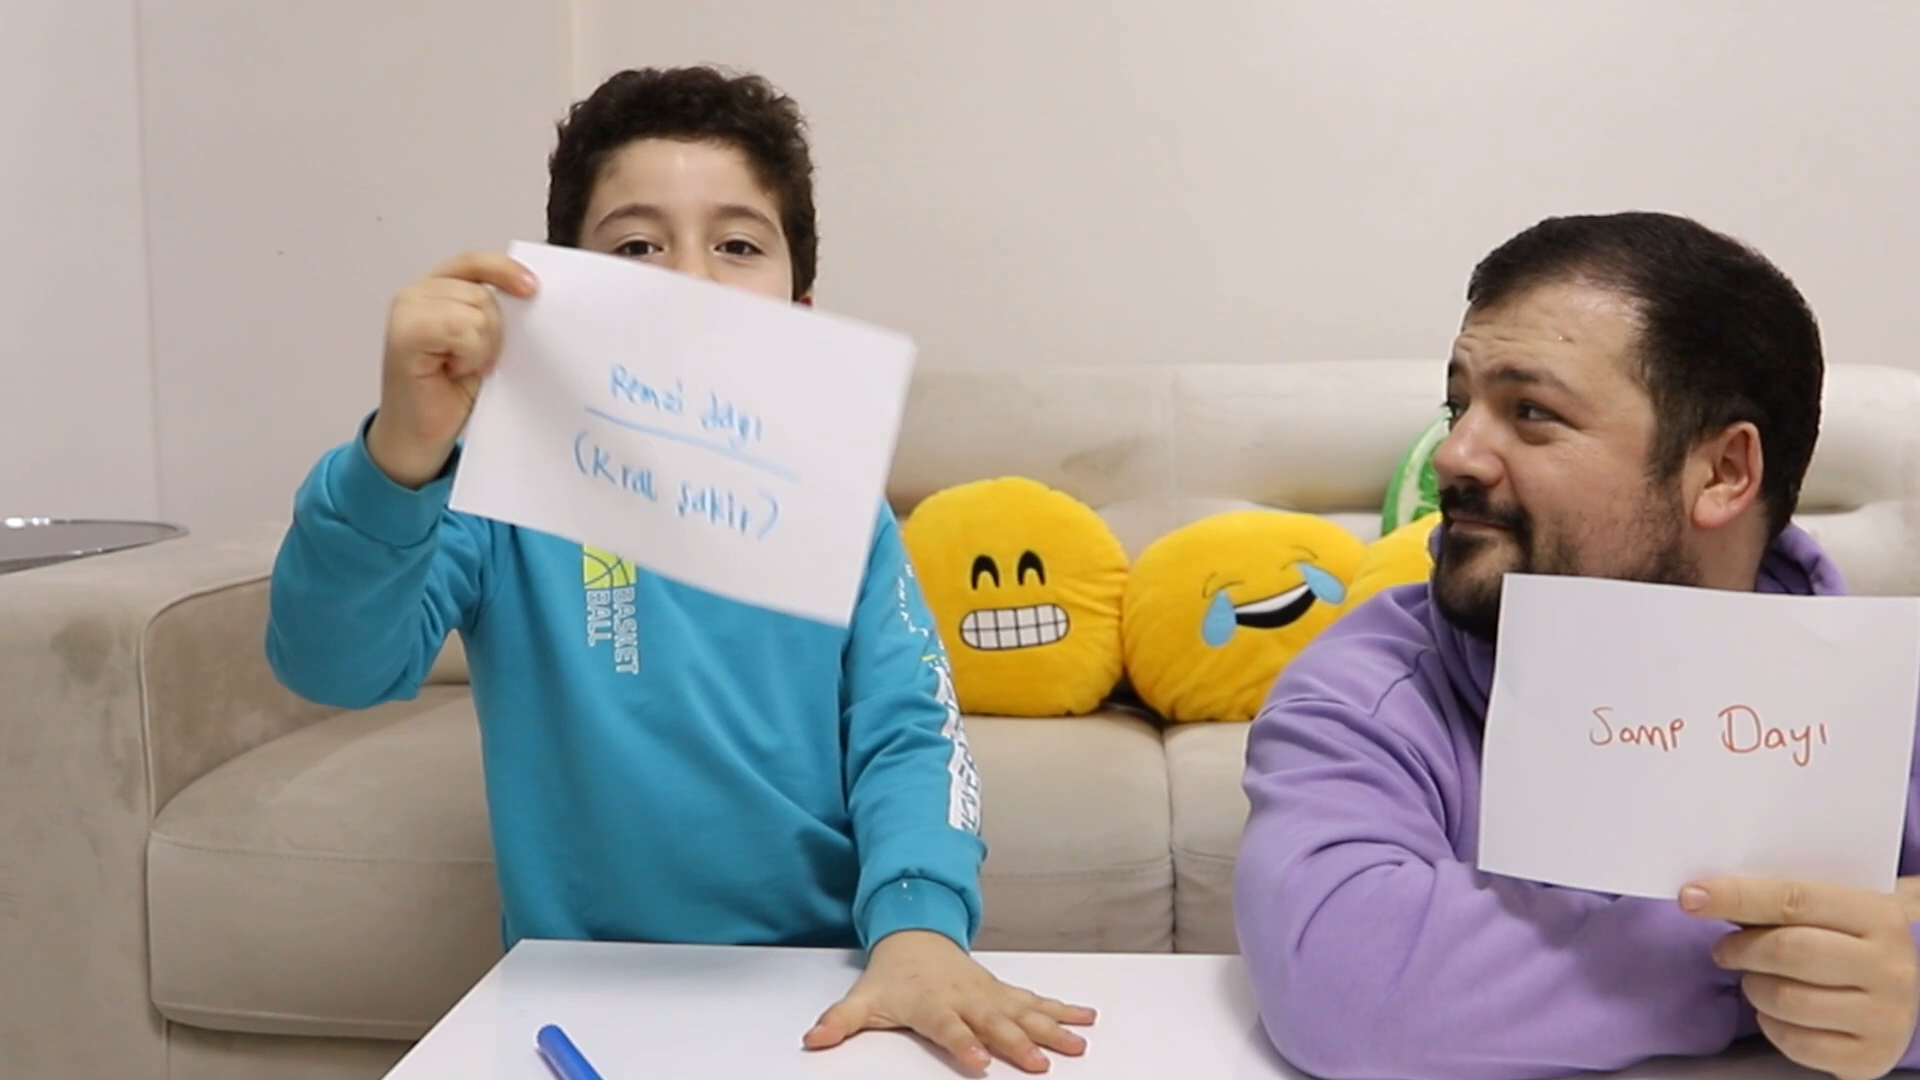 Remzi dayı
(Kral şakir)
BASKET
BALL
Samp Dayı